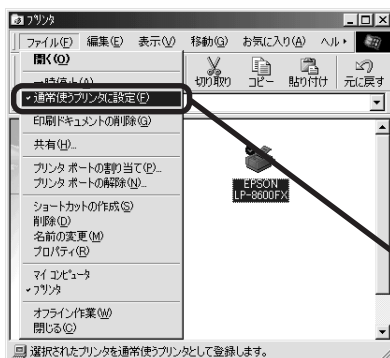 プリンタ
ファイル(F) 編集(E) 表示(V) 移動(G) お気に入り(A) ヘル
開く(O)
一時停止(A)
通常使うプリンタに設定(F)
印刷ドキュメントの削除(G)
共有(H)...
プリンタ ポートの割り当て(P)...
プリンタ ポートの解除(N)...
ショートカットの作成(S)
削除(D)
名前の変更(M)
プロパティ(R)
マイ コンピュータ
プリンタ
オフライン作業(W)
閉じる(C)
切り取り コピー 貼り付け 元に戻す
EPSON
LP-8600FX
選択されたプリンタを通常使うプリンタとして登録します。